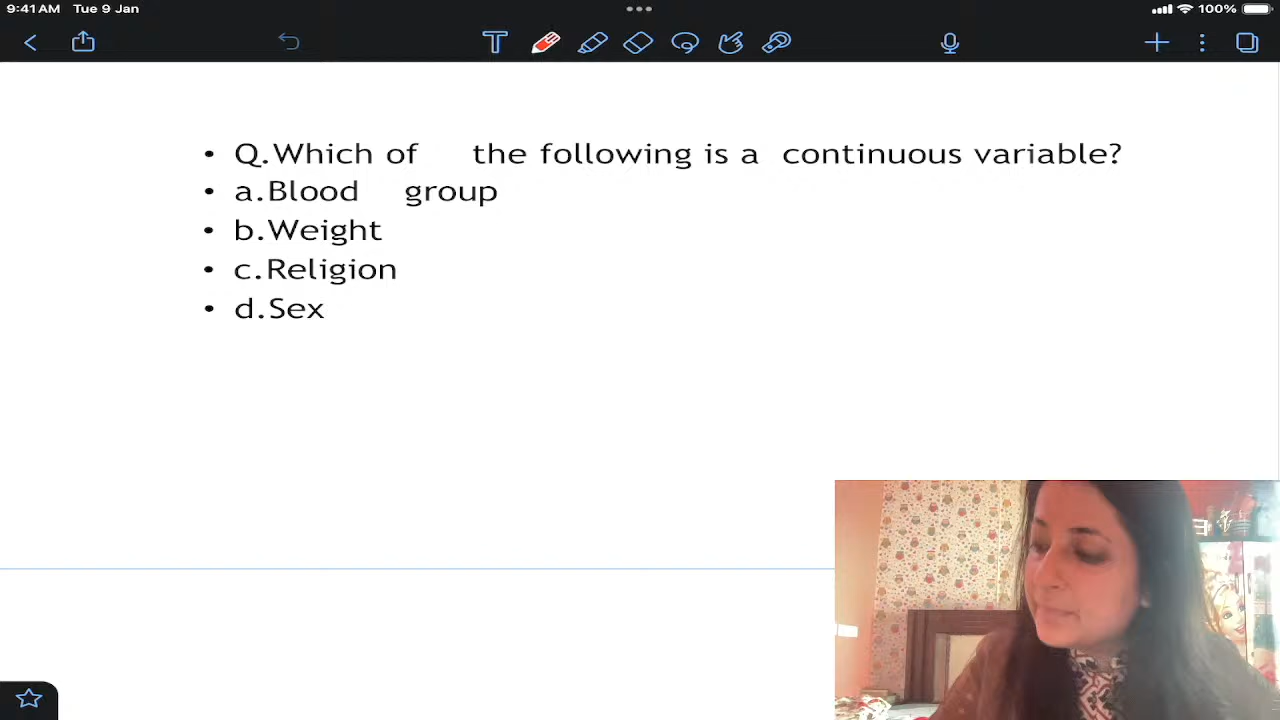 9:41 AM Tue 9 Jan
100%
• Q.Which of the following is a continuous variable?
• a.Blood group
• b.Weight
• c.Religion
• d.Sex